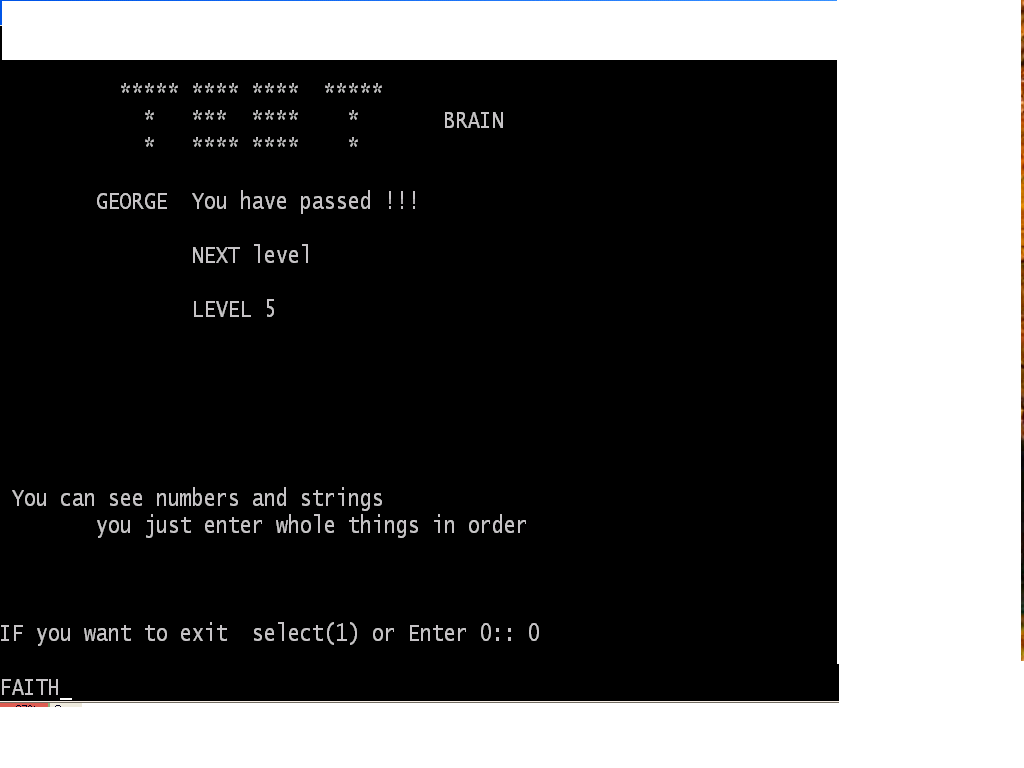 ***** **** ****  *****
*   ***  ****    *
BRAIN
*   **** ****    *
GEORGE  You have passed !!!
NEXT level
LEVEL 5
You can see numbers and strings
you just enter whole things in order
IF you want to exit  select(1) or Enter 0:: 0
FAITH_